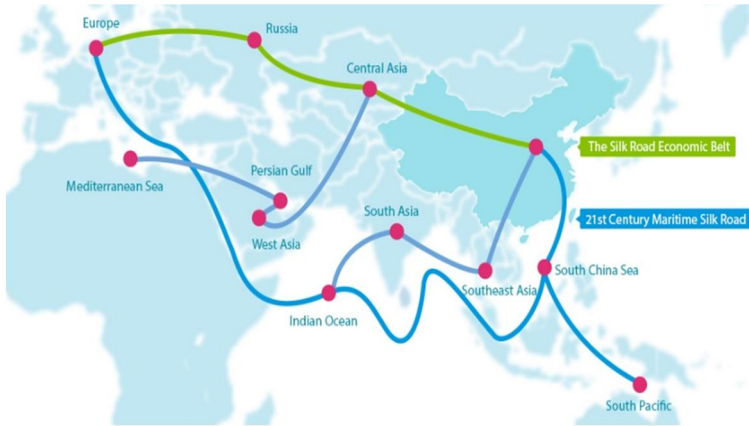 Europe
Russia
Central Asia
The Silk Road Economic Belt
Persian Gulf
Mediterranean Sea
South Asia
21st Century Maritime Silk Road
West Asia
South China Sea
Southeast Asia
Indian Ocean
South Pacific